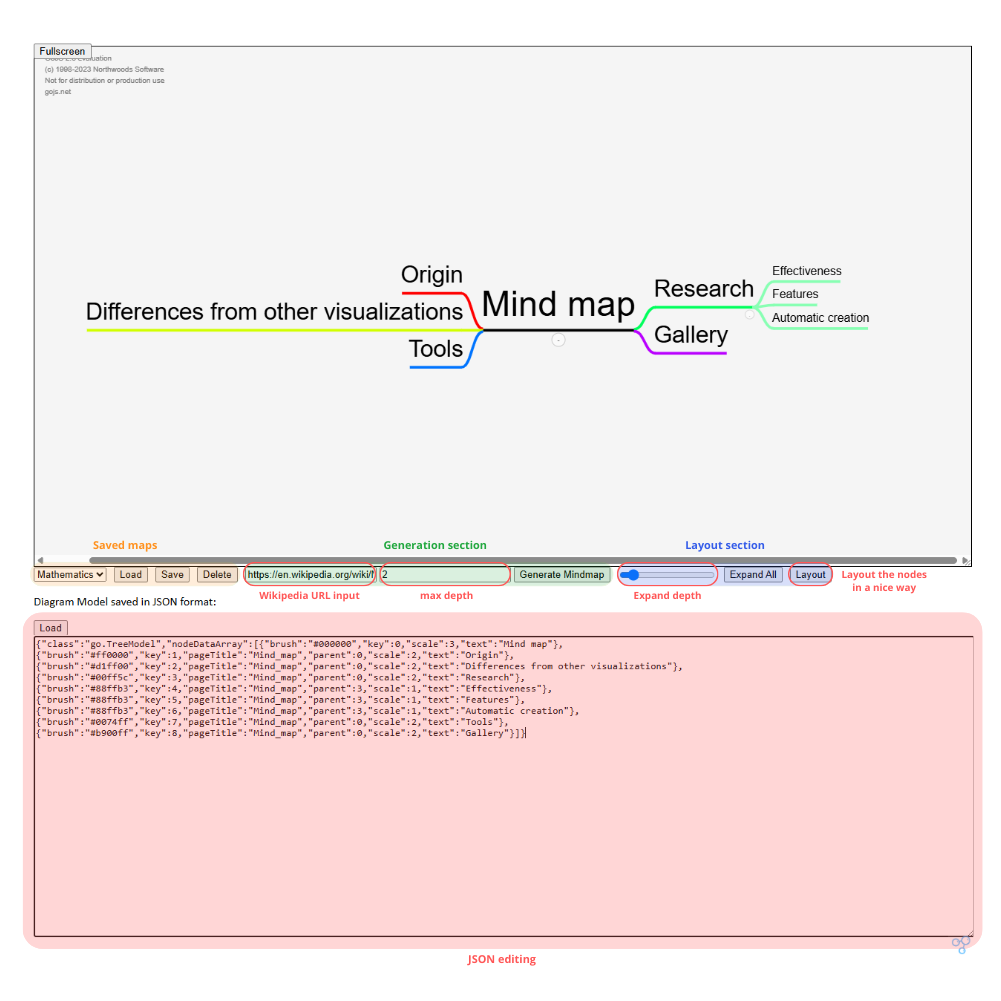 Fullscreen
GoJS 2.3 evaluation
(c) 1998-2023 Northwoods Software
Not for distribution or production use
gojs.net
Origin
Differences from other visualizations
Tools
Mind map
-
Research
Gallery
Effectiveness
Features
Automatic creation
Saved maps
Generation section
Layout section
Mathematics Load Save Delete https://en.wikipedia.org/wiki/ 2 Generate Mindmap Expand All Layout
Layout the nodes
in a nice way
Wikipedia URL input
max depth
Expand depth
Diagram Model saved in JSON format:
Load
{"class":"go.TreeModel","nodeDataArray":[{"brush":"#000000","key":0,"scale":3,"text":"Mind map"},
{"brush":"#ff0000","key":1,"pageTitle":"Mind_map","parent":0,"scale":2,"text":"Origin"},
{"brush":"#d1ff00","key":2,"pageTitle":"Mind_map","parent":0,"scale":2,"text":"Differences from other visualizations"},
{"brush":"#00ff5c","key":3,"pageTitle":"Mind_map","parent":0,"scale":2,"text":"Research"},
{"brush":"#88ffb3","key":4,"pageTitle":"Mind_map","parent":3,"scale":1,"text":"Effectiveness"},
{"brush":"#88ffb3","key":5,"pageTitle":"Mind_map","parent":3,"scale":1,"text":"Features"},
{"brush":"#88ffb3","key":6,"pageTitle":"Mind_map","parent":3,"scale":1,"text":"Automatic creation"},
{"brush":"#0074ff","key":7,"pageTitle":"Mind_map","parent":0,"scale":2,"text":"Tools"},
{"brush":"#b900ff","key":8,"pageTitle":"Mind_map","parent":0,"scale":2,"text":"Gallery"}]}
JSON editing